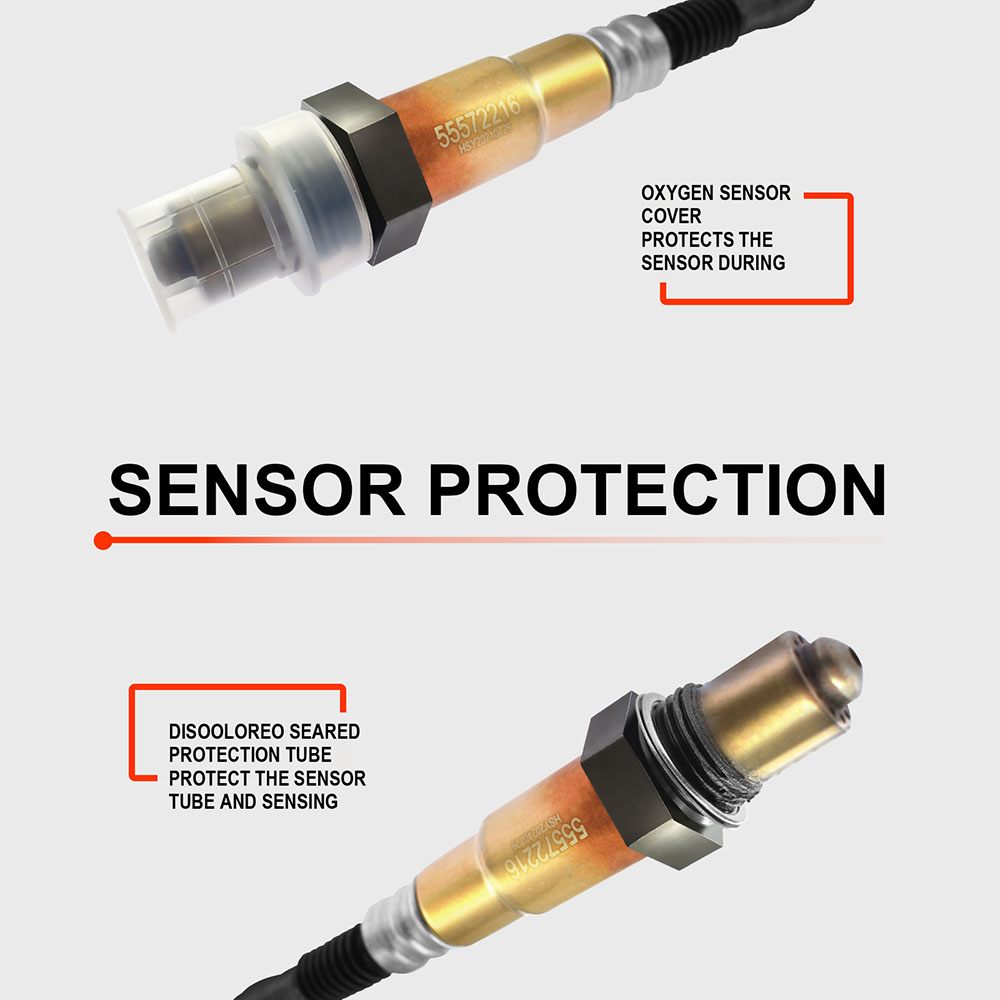 55572216
OXYGEN SENSOR
COVER
PROTECTS THE
SENSOR DURING
SENSOR PROTECTION
DISOOLOREO SEARED
PROTECTION TUBE
PROTECT THE SENSOR
TUBE AND SENSING
55572216